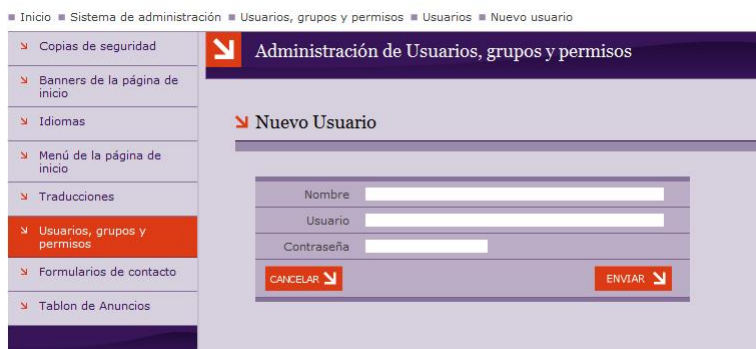 Inicio Sistema de administración Usuarios, grupos y permisos Usuarios Nuevo usuario
Copias de seguridad
Banners de la página de
inicio
Idiomas
Menú de la página de
inicio
Traducciones
Usuarios, grupos y
permisos
Formularios de contacto
Tablon de Anuncios
Administración de Usuarios, grupos y permisos
Nuevo Usuario
Nombre
Usuario
Contraseña
CANCELAR
ENVIAR